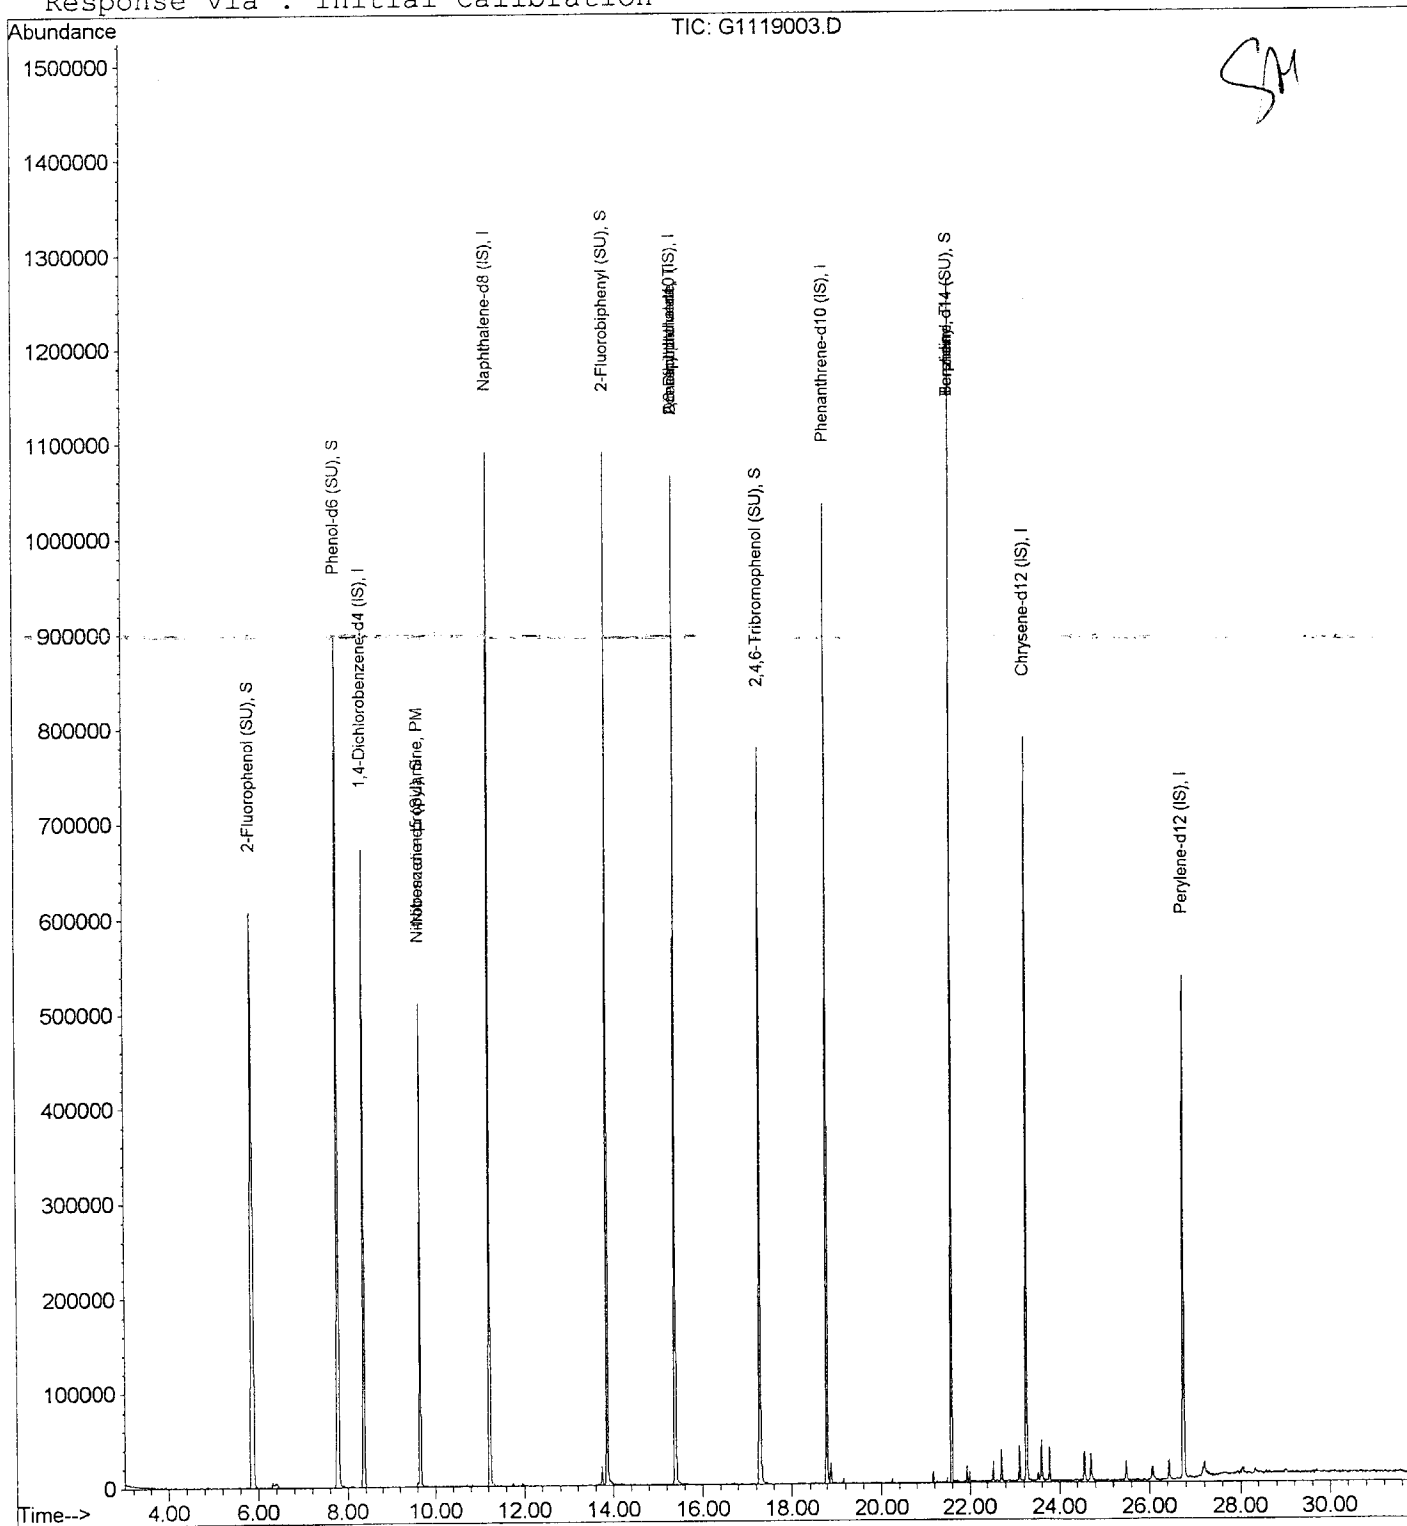 Response via : Initial Calibration
Abundance
TIC: G1119003.D
SM
1500000
1400000
1300000
1200000
1100000
1000000
900000
800000
700000
600000
500000
400000
300000
200000
100000
0
2-Fluorophenol (SU), S
Phenol-d6 (SU), S
1,4-Dichlorobenzene-d4 (IS), I
Naphthalene-d8 (IS), I
2-Fluorobiphenyl (SU), S
2,4,6-Tribromophenol (SU), S
Phenanthrene-d10 (IS), I
Chrysene-d12 (IS), I
Perylene-d12 (IS), I
Time--> 4.00 6.00 8.00 10.00 12.00 14.00 16.00 18.00 20.00 22.00 24.00 26.00 28.00 30.00